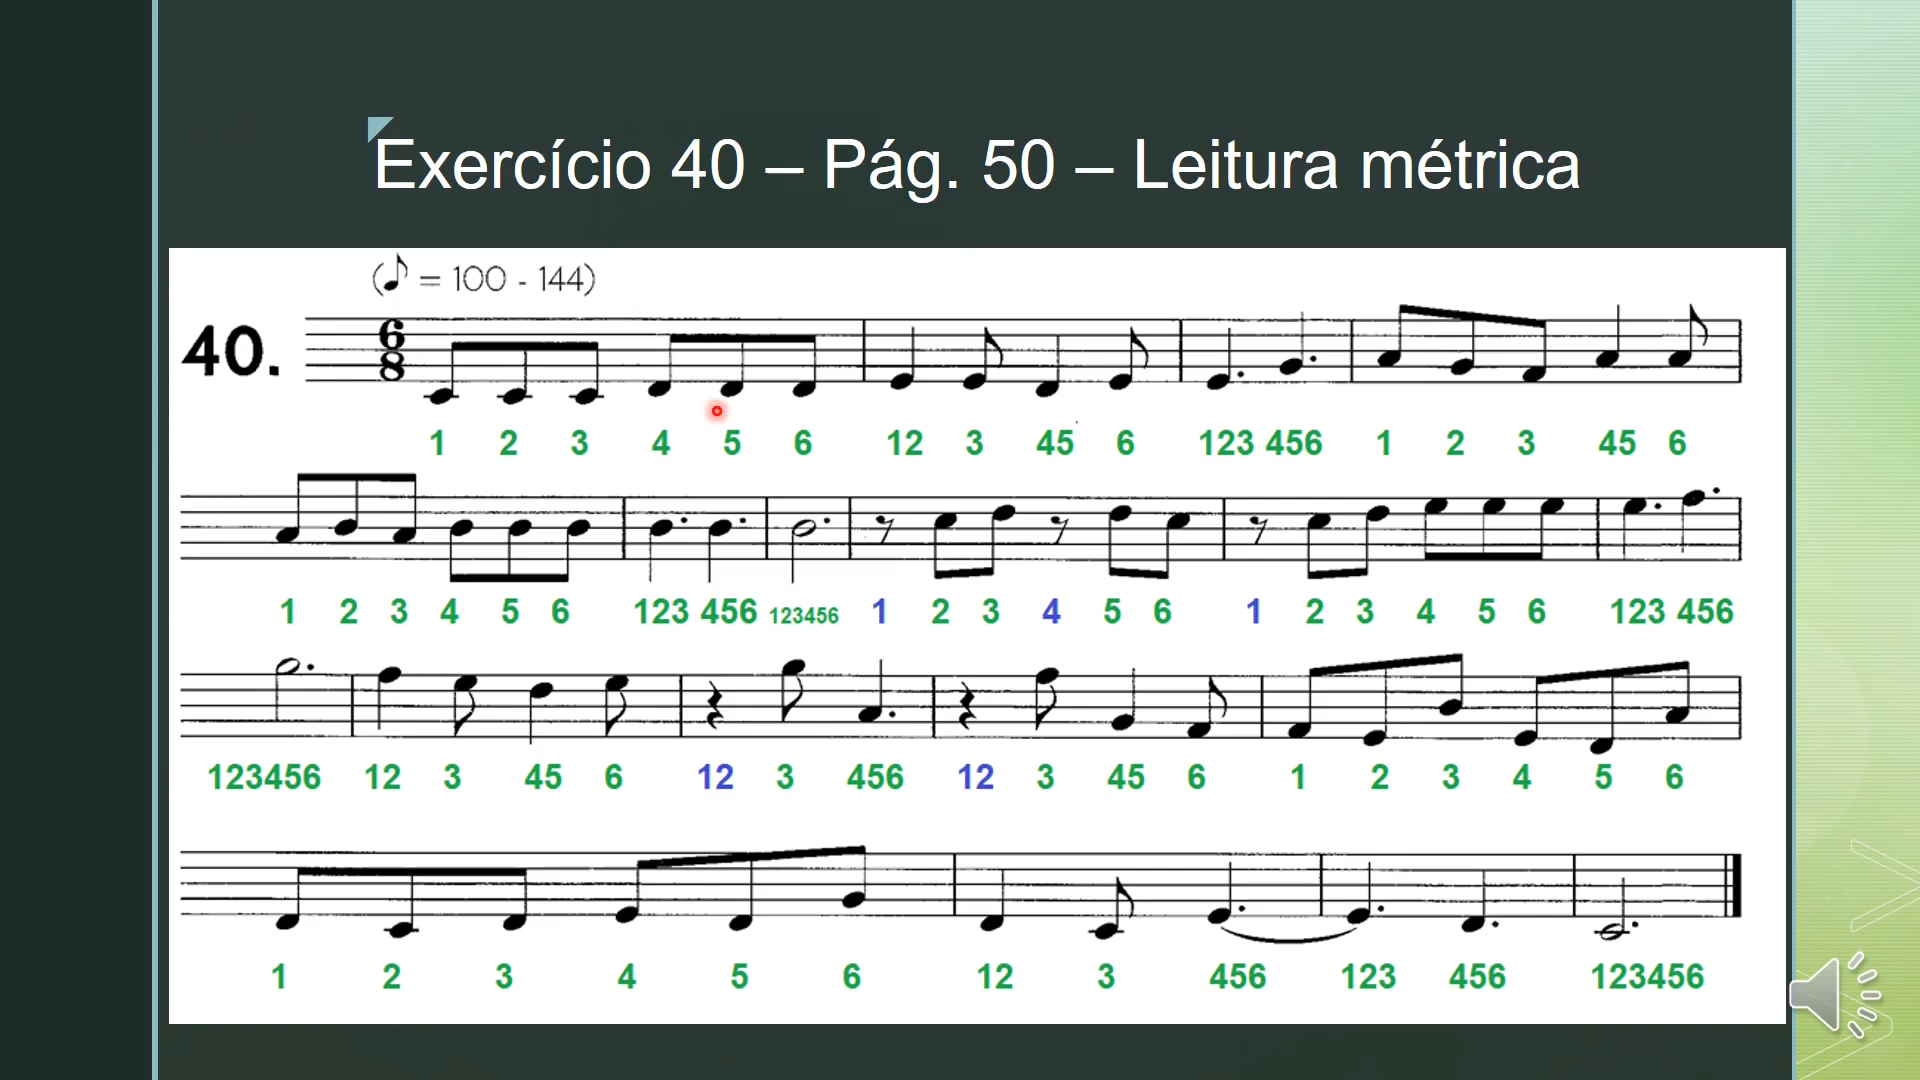 Exercício 40 – Pág. 50 – Leitura métrica
(♪ = 100 - 144)
40. 6/8
1 2 3 4 5 6 12 3 45 6 123 456 1 2 3 45 6
1 2 3 4 5 6 123 456 123456 1 2 3 4 5 6 1 2 3 4 5 6 123 456
123456 12 3 45 6 12 3 456 12 3 45 6 1 2 3 4 5 6
1 2 3 4 5 6 12 3 456 123 456 123456